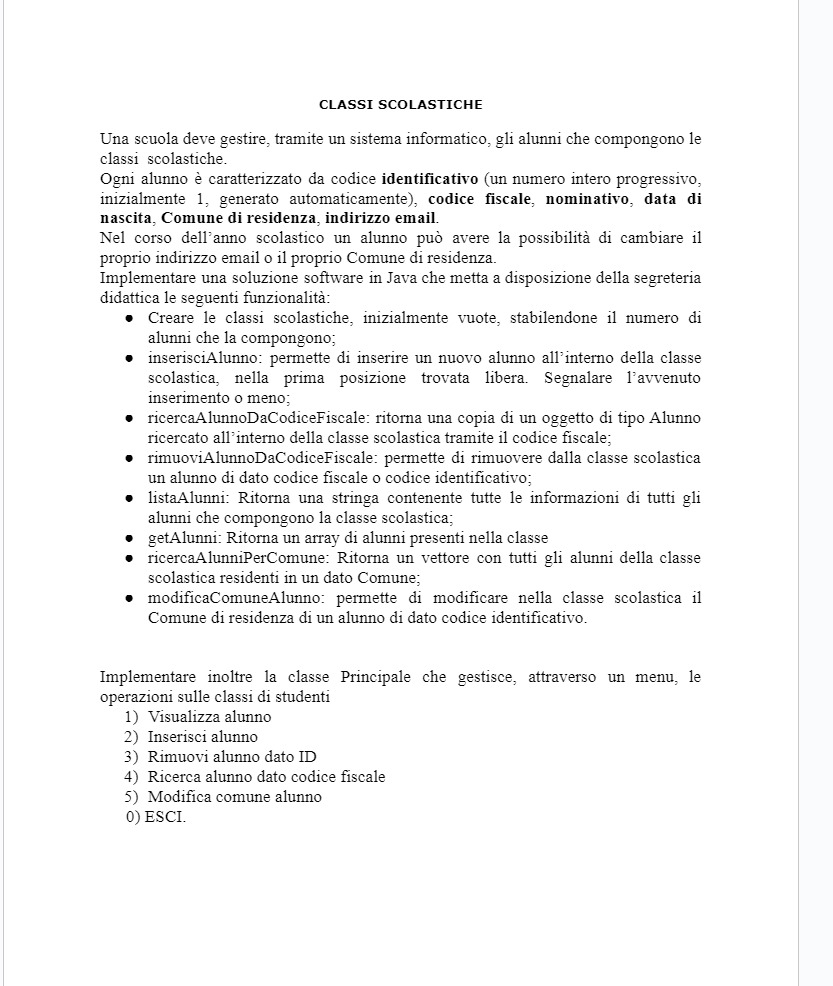 CLASSI SCOLASTICHE
Una scuola deve gestire, tramite un sistema informatico, gli alunni che compongono le
classi scolastiche.
Ogni alunno è caratterizzato da codice identificativo (un numero intero progressivo,
inizialmente 1, generato automaticamente), codice fiscale, nominativo, data di
nascita, Comune di residenza, indirizzo email.
Nel corso dell'anno scolastico un alunno può avere la possibilità di cambiare il
proprio indirizzo email o il proprio Comune di residenza.
Implementare una soluzione software in Java che metta a disposizione della segreteria
didattica le seguenti funzionalità:
● Creare le classi scolastiche, inizialmente vuote, stabilendone il numero di
alunni che la compongono;
● inserisciAlunno: permette di inserire un nuovo alunno all'interno della classe
scolastica, nella prima posizione trovata libera. Segnalare l'avvenuto
inserimento o meno;
● ricercaAlunnoDaCodiceFiscale: ritorna una copia di un oggetto di tipo Alunno
ricercato all'interno della classe scolastica tramite il codice fiscale;
● rimuoviAlunnoDaCodiceFiscale: permette di rimuovere dalla classe scolastica
un alunno di dato codice fiscale o codice identificativo;
● listaAlunni: Ritorna una stringa contenente tutte le informazioni di tutti gli
alunni che compongono la classe scolastica;
● getAlunni: Ritorna un array di alunni presenti nella classe
● ricercaAlunniPerComune: Ritorna un vettore con tutti gli alunni della classe
scolastica residenti in un dato Comune;
● modificaComuneAlunno: permette di modificare nella classe scolastica il
Comune di residenza di un alunno di dato codice identificativo.
Implementare inoltre la classe Principale che gestisce, attraverso un menu, le
operazioni sulle classi di studenti
1) Visualizza alunno
2) Inserisci alunno
3) Rimuovi alunno dato ID
4) Ricerca alunno dato codice fiscale
5) Modifica comune alunno
0) ESCI.